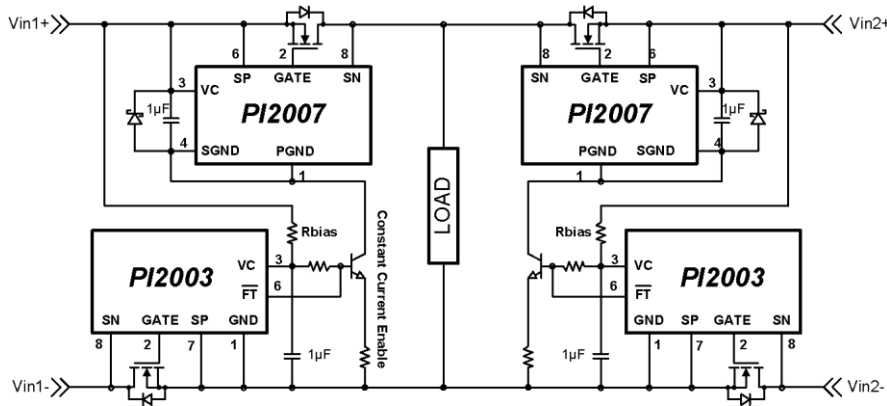 Vin1+
Vin2+
6
2
8
8
2
6
SP
GATE
SN
SN
GATE
SP
3
VC
VC
3
1µF
PI2007
PI2007
1µF
4
SGND
PGND
PGND
SGND
4
1
1
LOAD
Constant Current Enable
Rbias
Rbias
PI2003
VC
3
3
VC
PI2003
FT
6
6
FT
SN
GATE
SP
GND
GND
SP
GATE
SN
8
2
7
1
1µF
1µF
1
7
2
8
Vin1-
Vin2-